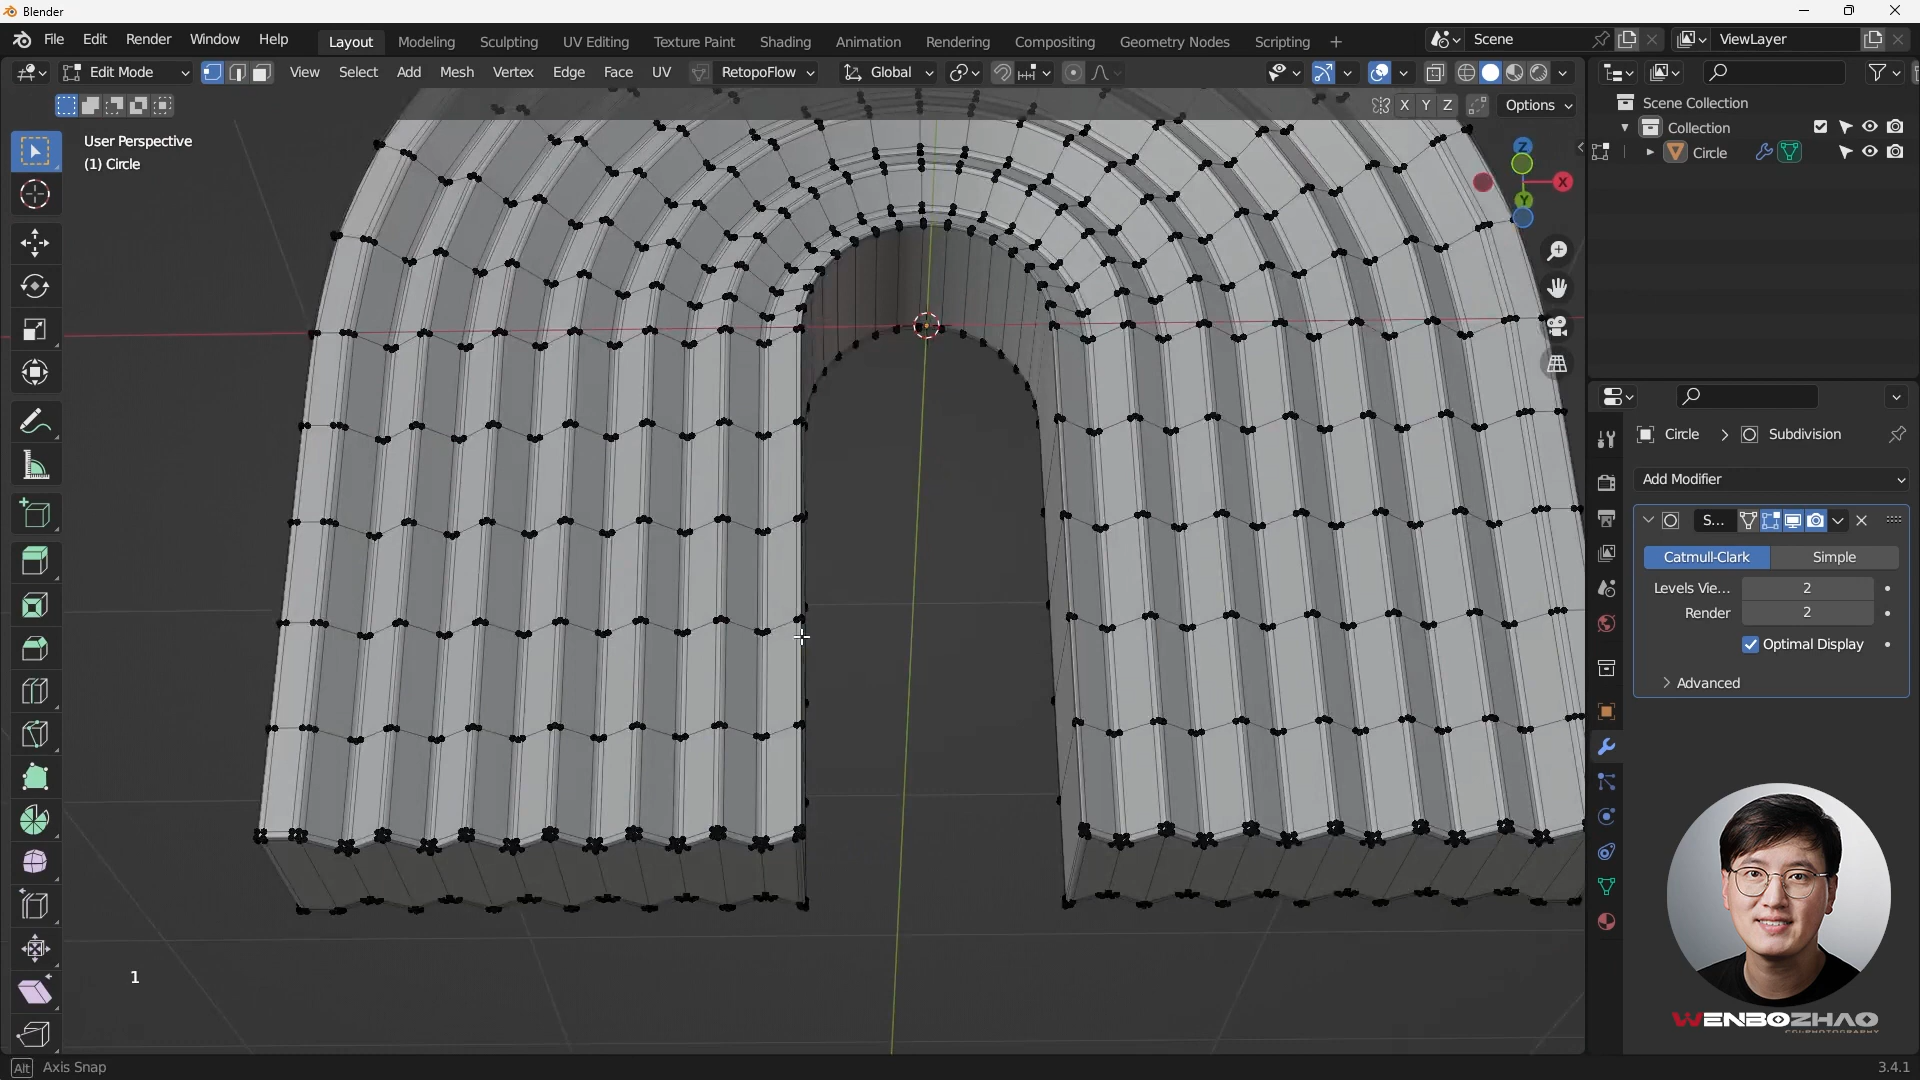 Blender
File Edit Render Window Help Layout Modeling Sculpting UV Editing Texture Paint Shading Animation Rendering Compositing Geometry Nodes Scripting + Scene ViewLayer
Edit Mode View Select Add Mesh Vertex Edge Face UV RetopoFlow Global
X Y Z Options
Scene Collection
Collection
Circle
User Perspective
(1) Circle
Z
X
Y
Circle > Subdivision
Add Modifier
S...
Catmull-Clark Simple
Levels Vie... 2
Render 2
Optimal Display
Advanced
1
WENBOZHAO
Alt Axis Snap
3.4.1